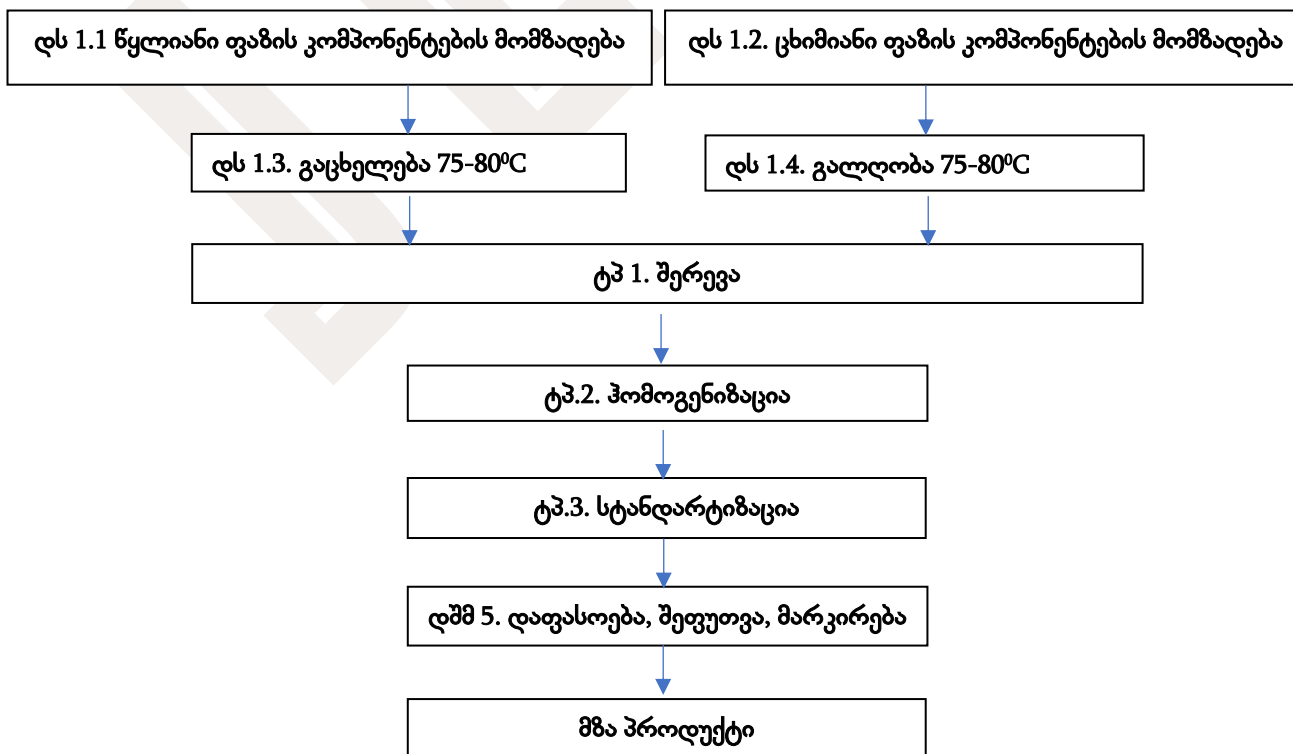 დს 1.1 წყლიანი ფაზის კომპონენტების მომზადება
დს 1.2. ცხიმიანი ფაზის კომპონენტების მომზადება
დს 1.3. გაცხელება 75-80⁰C
დს 1.4. გალღობა 75-80⁰C
ტპ 1. შერევა
ტპ.2. ჰომოგენიზაცია
ტპ.3. სტანდარტიზაცია
დშმ 5. დაფასოება, შეფუთვა, მარკირება
მზა პროდუქტი